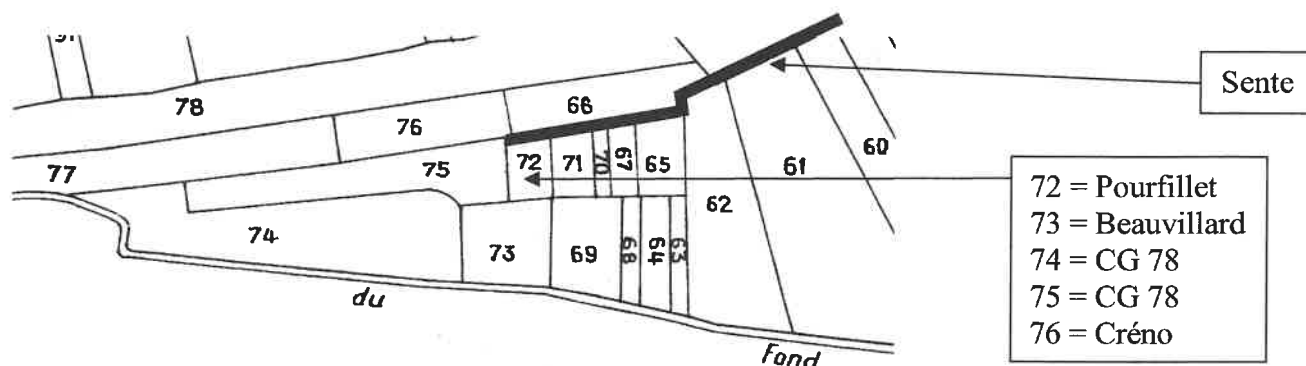 78
66
Sente
76
77
75
72
71
70
67
65
61
60
62
74
73
69
68
64
63
du
Fond
72 = Pourfillet
73 = Beauvillard
74 = CG 78
75 = CG 78
76 = Créno